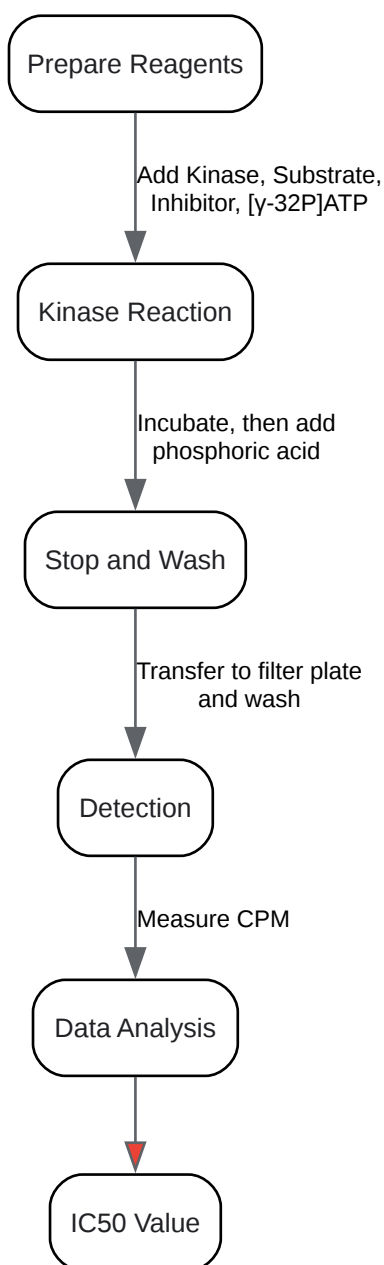 Prepare Reagents
Add Kinase, Substrate,
Inhibitor, [γ-32P]ATP
Kinase Reaction
Incubate, then add
phosphoric acid
Stop and Wash
Transfer to filter plate
and wash
Detection
Measure CPM
Data Analysis
IC50 Value